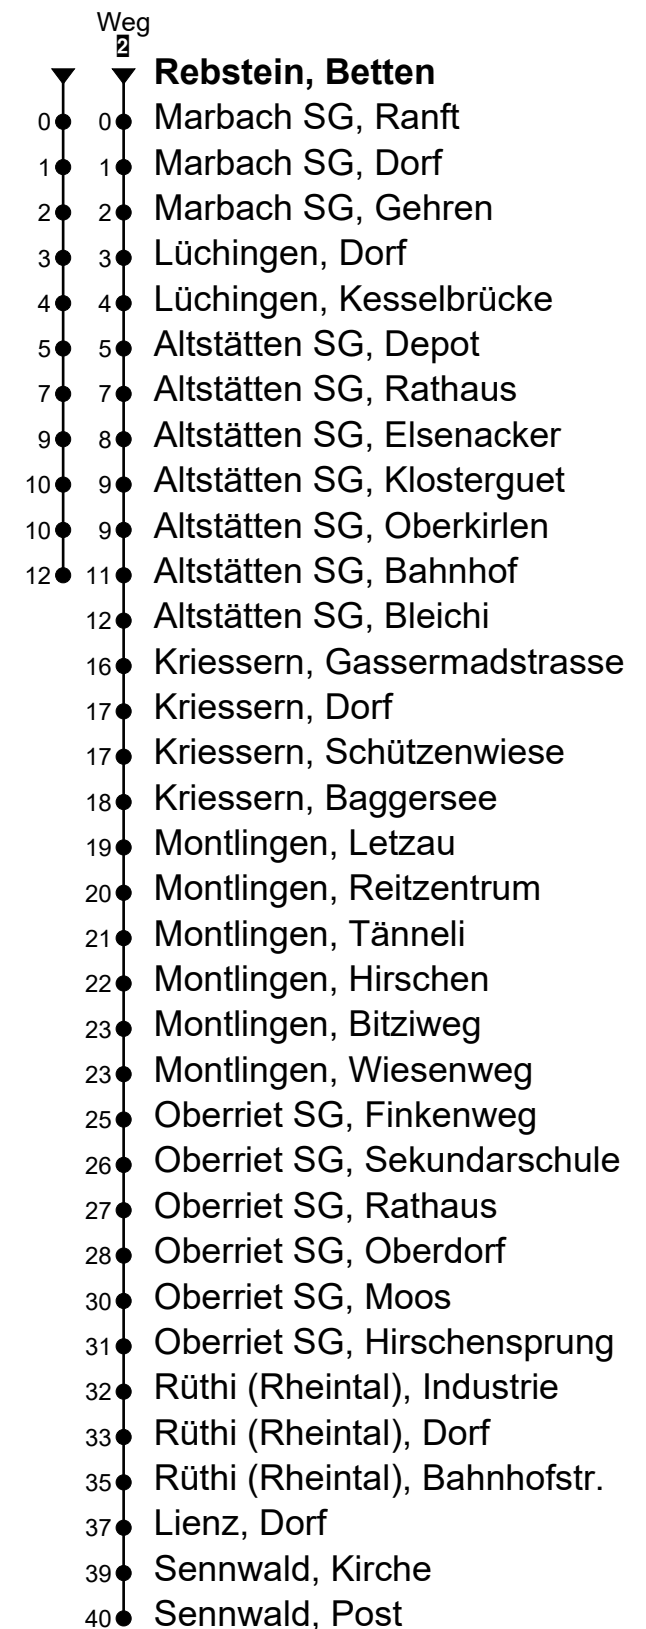 Weg
2
Rebstein, Betten
0 0 Marbach SG, Ranft
1 1 Marbach SG, Dorf
2 2 Marbach SG, Gehren
3 3 Lüchingen, Dorf
4 4 Lüchingen, Kesselbrücke
5 5 Altstätten SG, Depot
7 7 Altstätten SG, Rathaus
9 8 Altstätten SG, Elsenacker
10 9 Altstätten SG, Klosterguet
10 9 Altstätten SG, Oberkirlen
12 11 Altstätten SG, Bahnhof
12 Altstätten SG, Bleichi
16 Kriessern, Gassermadstrasse
17 Kriessern, Dorf
17 Kriessern, Schützenwiese
18 Kriessern, Baggersee
19 Montlingen, Letzau
20 Montlingen, Reitzentrum
21 Montlingen, Tänneli
22 Montlingen, Hirschen
23 Montlingen, Bitziweg
23 Montlingen, Wiesenweg
25 Oberriet SG, Finkenweg
26 Oberriet SG, Sekundarschule
27 Oberriet SG, Rathaus
28 Oberriet SG, Oberdorf
30 Oberriet SG, Moos
31 Oberriet SG, Hirschensprung
32 Rüthi (Rheintal), Industrie
33 Rüthi (Rheintal), Dorf
35 Rüthi (Rheintal), Bahnhofstr.
37 Lienz, Dorf
39 Sennwald, Kirche
40 Sennwald, Post